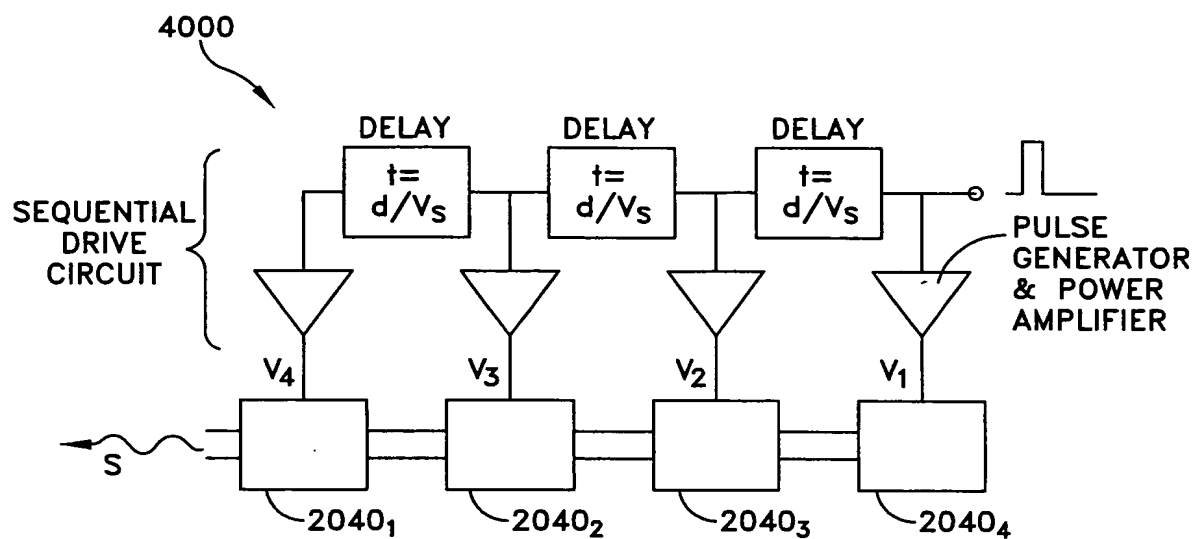 4000
DELAY DELAY DELAY
t= t= t=
d/VS d/VS d/VS
SEQUENTIAL
DRIVE
CIRCUIT
PULSE
GENERATOR
& POWER
AMPLIFIER
V4 V3 V2 V1
S
20401 20402 20403 20404